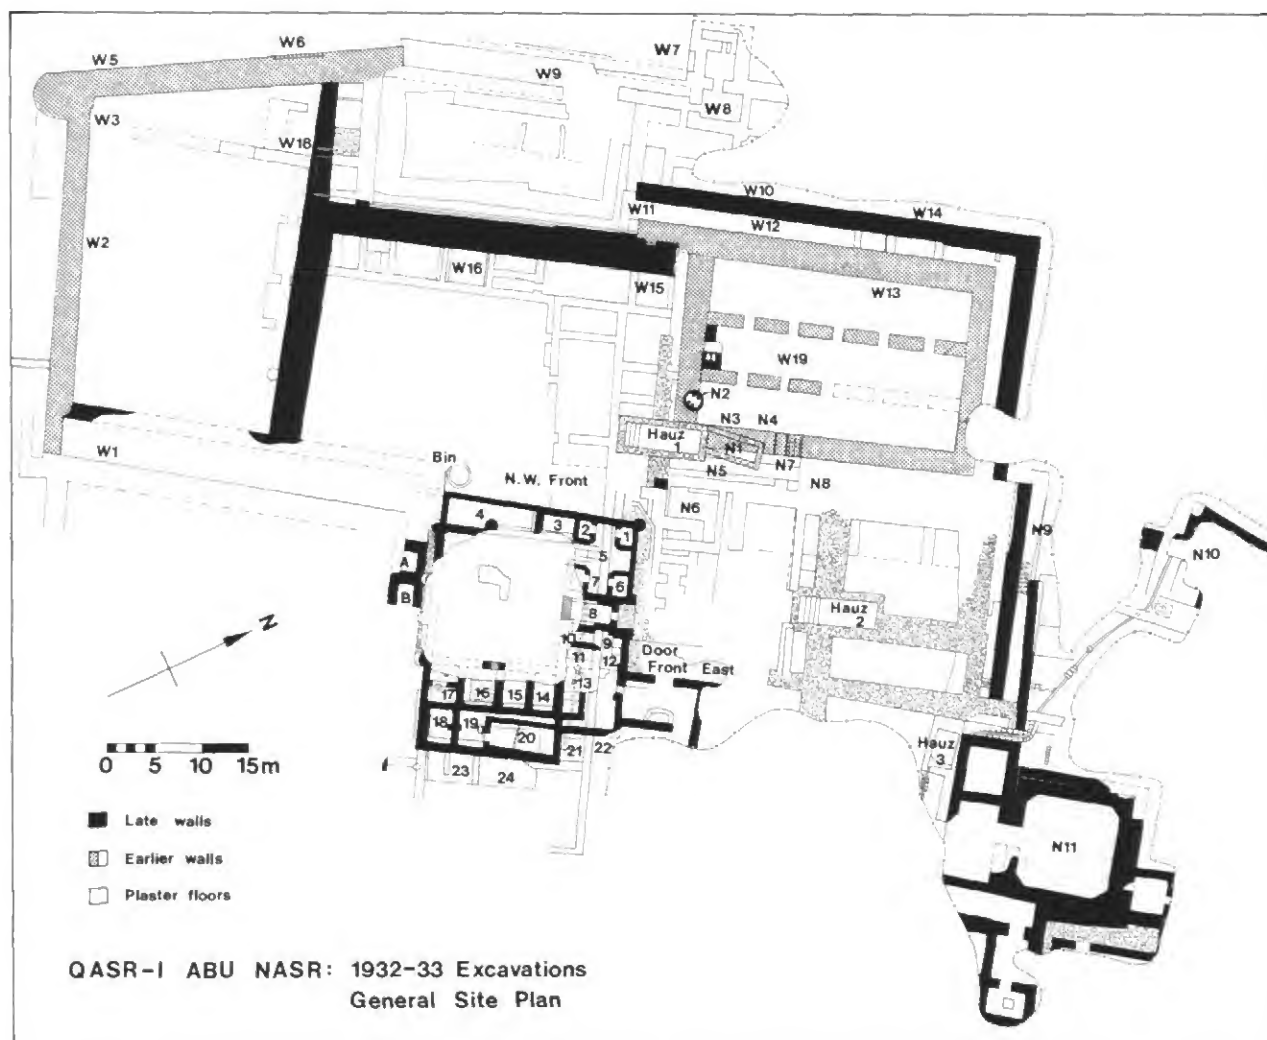 W5
W6
W7
W9
W8
W3
W18
W10
W14
W11
W12
W2
W16
W15
W13
W19
N2
N3 N4
Hauz
1
N1
N7
N5
N8
W1
Bin
N.W. Front
N6
4
3
2
1
5
N9
N10
A
7
6
B
8
Hauz
2
10
9
11
12
Door
Front East
13
17
16
15
14
18
19
20
21
22
23
24
Hauz
3
N11
N
0 5 10 15m
Late walls
Earlier walls
Plaster floors
QASR-I ABU NASR: 1932-33 Excavations
General Site Plan